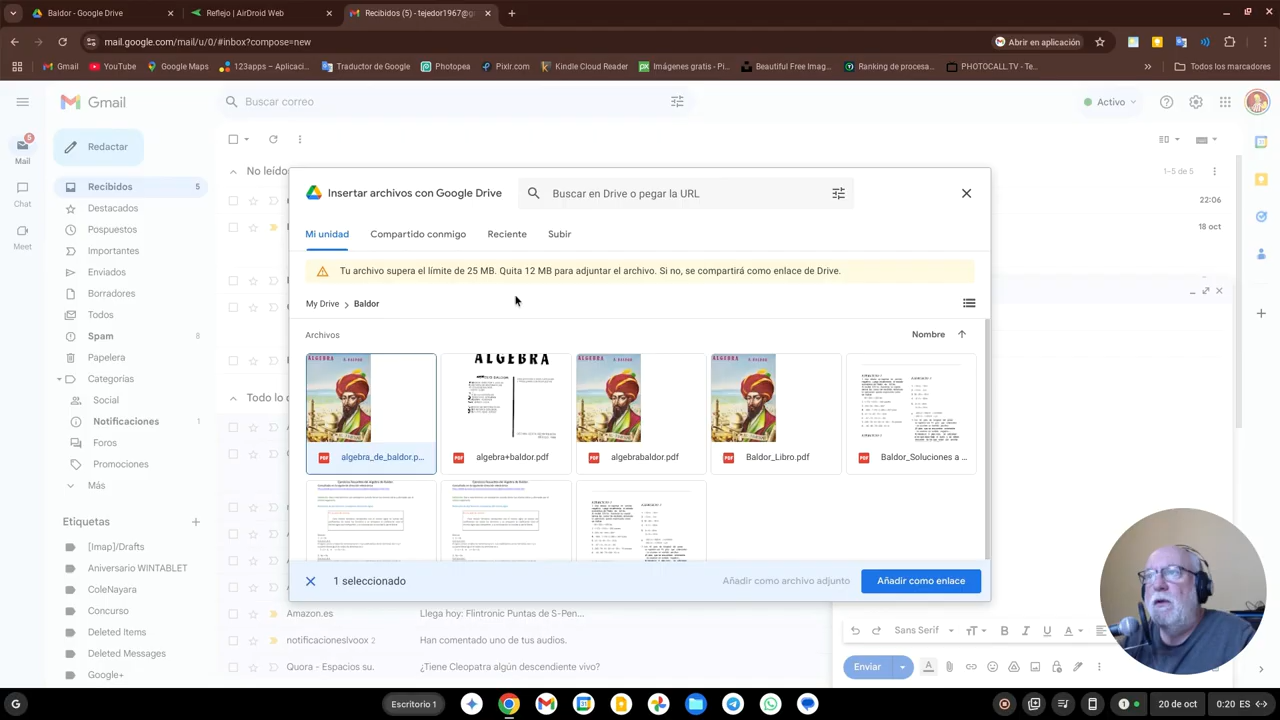 Baldor - Google Drive
Reflejo / AirDroid Web
Recibidos (5) - tejedor1967@g
mail.google.com/mail/u/0/#inbox?compose=new
Abrir en aplicación
Gmail
YouTube
Google Maps
123apps – Aplicaci...
Traductor de Google
Photopea
Pixlr.com
Kindle Cloud Reader
Imágenes gratis - Pi...
Beautiful Free Imag...
Ranking de procesa...
PHOTOCALL.TV - Te...
Todos los marcadores
Gmail
Buscar correo
Activo
5
Mail
Chat
Meet
Redactar
Recibidos 5
Destacados
Pospuestos
Importantes
Enviados
Borradores
Todos
Spam 8
Papelera
Categorías
Social
Notificaciones 1
Foros
Promociones
Más
Etiquetas
[Imap]/Drafts
Aniversario WINTABLET
ColeNayara
Concurso
Deleted Items
Deleted Messages
Google+
No leído
1–5 de 5
22:06
18 oct
Todo lo
Insertar archivos con Google Drive
Buscar en Drive o pegar la URL
Mi unidad
Compartido conmigo
Reciente
Subir
Tu archivo supera el límite de 25 MB. Quita 12 MB para adjuntar el archivo. Si no, se compartirá como enlace de Drive.
My Drive
Baldor
Archivos
Nombre
ALGEBRA
PDF algebra_de_baldor.p...
PDF algebra+baldor.pdf
PDF algebrabaldor.pdf
PDF Baldor_Libro.pdf
PDF Baldor_Soluciones a ...
1 seleccionado
Añadir como archivo adjunto
Añadir como enlace
Amazon.es
Llega hoy: Flintronic Puntas de S-Pen...
notificacionesIvoox 2
Han comentado uno de tus audios.
Quora - Espacios su.
¿Tiene Cleopatra algún descendiente vivo?
Sans Serif
Enviar
Escritorio 1
1
20 de oct
0:20 ES